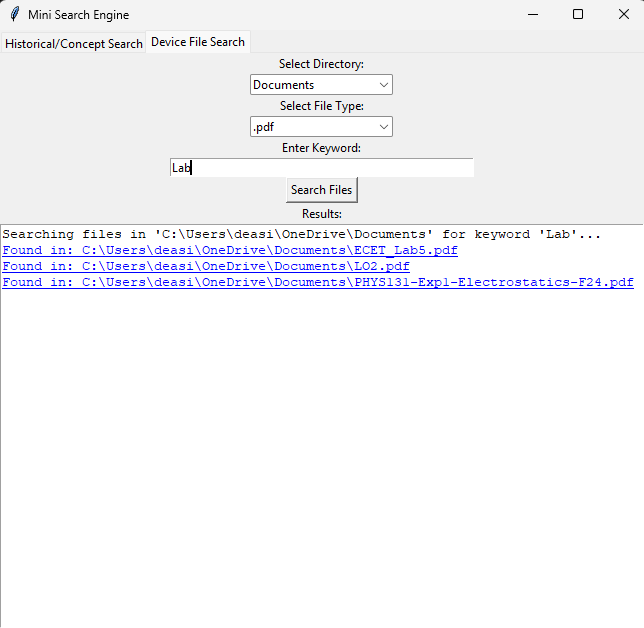 Mini Search Engine
Historical/Concept Search Device File Search
Select Directory:
Documents
Select File Type:
.pdf
Enter Keyword:
Lab
Search Files
Results:
Searching files in 'C:\Users\deasi\OneDrive\Documents' for keyword 'Lab'...
Found in: C:\Users\deasi\OneDrive\Documents\ECET_Lab5.pdf
Found in: C:\Users\deasi\OneDrive\Documents\LO2.pdf
Found in: C:\Users\deasi\OneDrive\Documents\PHYS131-Exp1-Electrostatics-F24.pdf